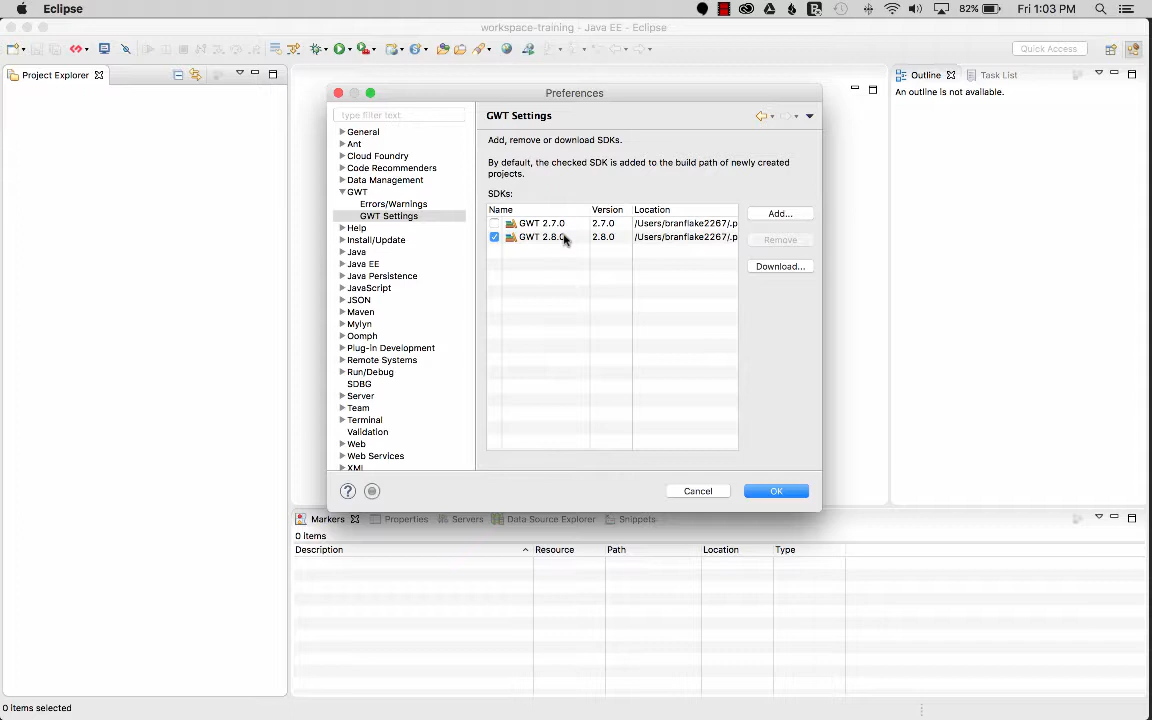 Eclipse
82%
Fri 1:03 PM
workspace-training - Java EE - Eclipse
Quick Access
Project Explorer
Outline
Task List
An outline is not available.
Preferences
type filter text
General
Ant
Cloud Foundry
Code Recommenders
Data Management
GWT
Errors/Warnings
GWT Settings
Help
Install/Update
Java
Java EE
Java Persistence
JavaScript
JSON
Maven
Mylyn
Oomph
Plug-in Development
Remote Systems
Run/Debug
SDBG
Server
Team
Terminal
Validation
Web
Web Services
XML
GWT Settings
Add, remove or download SDKs.
By default, the checked SDK is added to the build path of newly created
projects.
SDKs:
Name Version Location
GWT 2.7.0 2.7.0 /Users/branflake2267/.p
GWT 2.8.0 2.8.0 /Users/branflake2267/.p
Add...
Remove
Download...
Cancel
OK
Markers
Properties
Servers
Data Source Explorer
Snippets
0 items
Description Resource Path Location Type
0 items selected